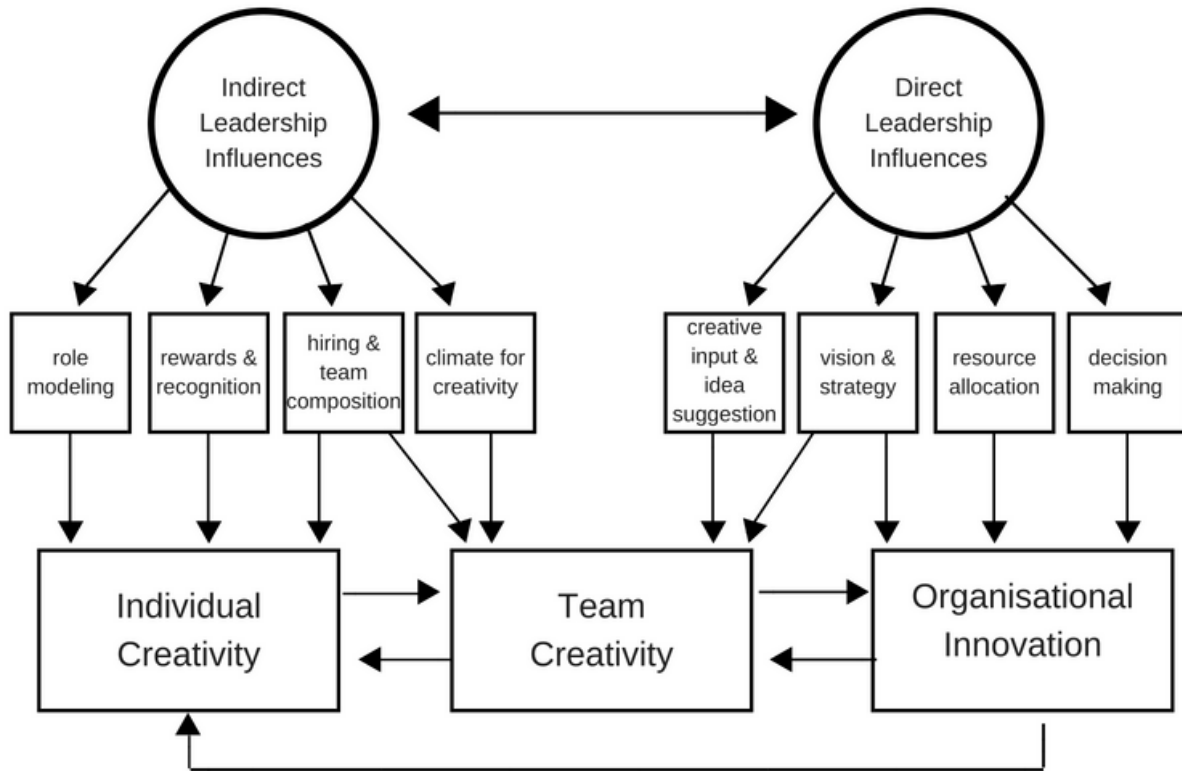 Indirect
Leadership
Influences
Direct
Leadership
Influences
role
modeling
rewards &
recognition
hiring &
team
composition
climate for
creativity
creative
input &
idea
suggestion
vision &
strategy
resource
allocation
decision
making
Individual
Creativity
Team
Creativity
Organisational
Innovation